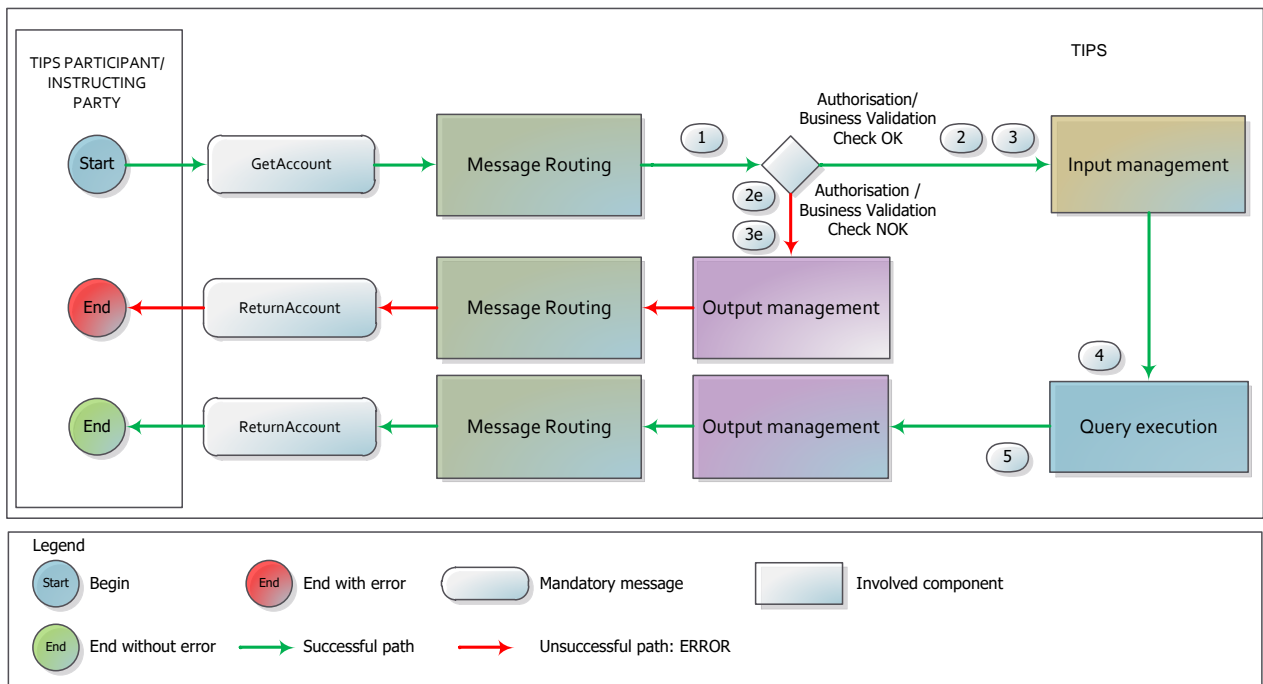 TIPS PARTICIPANT/
INSTRUCTING
PARTY
TIPS
Start
GetAccount
Message Routing
1
Authorisation/
Business Validation
Check OK
2
3
Input management
2e
3e
Authorisation /
Business Validation
Check NOK
End
ReturnAccount
Message Routing
Output management
4
End
ReturnAccount
Message Routing
Output management
5
Query execution
Legend
Start
Begin
End
End with error
Mandatory message
Involved component
End
End without error
Successful path
Unsuccessful path: ERROR